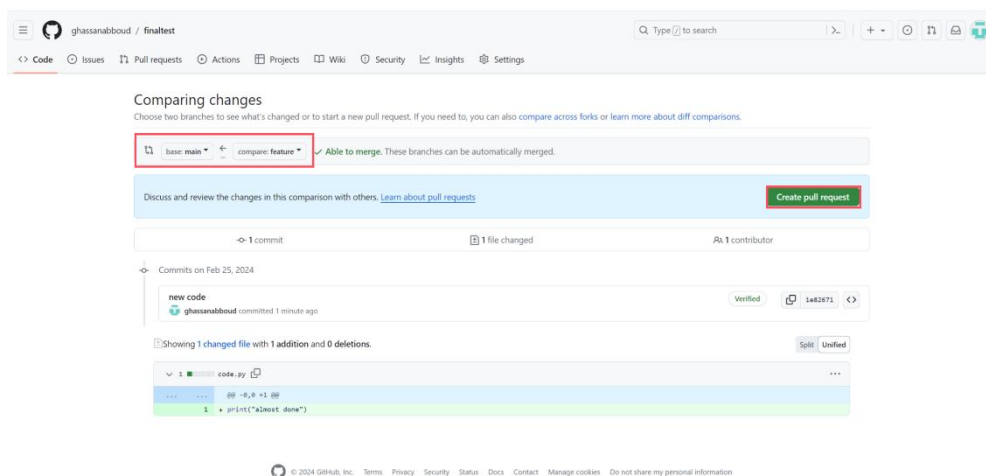 ghassanabboud / finaltest
Q Type / to search
<> Code Issues Pull requests Actions Projects Wiki Security Insights Settings
Comparing changes
Choose two branches to see what's changed or to start a new pull request. If you need to, you can also compare across forks or learn more about diff comparisons.
base: main ← compare: feature ✓ Able to merge. These branches can be automatically merged.
Discuss and review the changes in this comparison with others. Learn about pull requests Create pull request
1 commit 1 file changed 1 contributor
Commits on Feb 25, 2024
new code
ghassanabboud committed 1 minute ago Verified 1e82671 <>
Showing 1 changed file with 1 addition and 0 deletions. Split Unified
1 code.py ...
... ... @@ -0,0 +1 @@
1 + print("almost done")
© 2024 GitHub, Inc. Terms Privacy Security Status Docs Contact Manage cookies Do not share my personal information